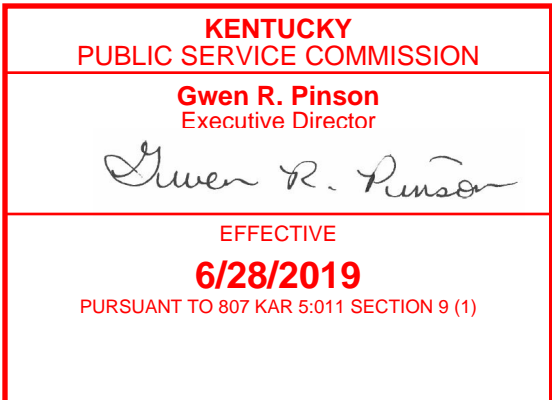 KENTUCKY
PUBLIC SERVICE COMMISSION
Gwen R. Pinson
Executive Director
Gwen R. Pinson
EFFECTIVE
6/28/2019
PURSUANT TO 807 KAR 5:011 SECTION 9 (1)